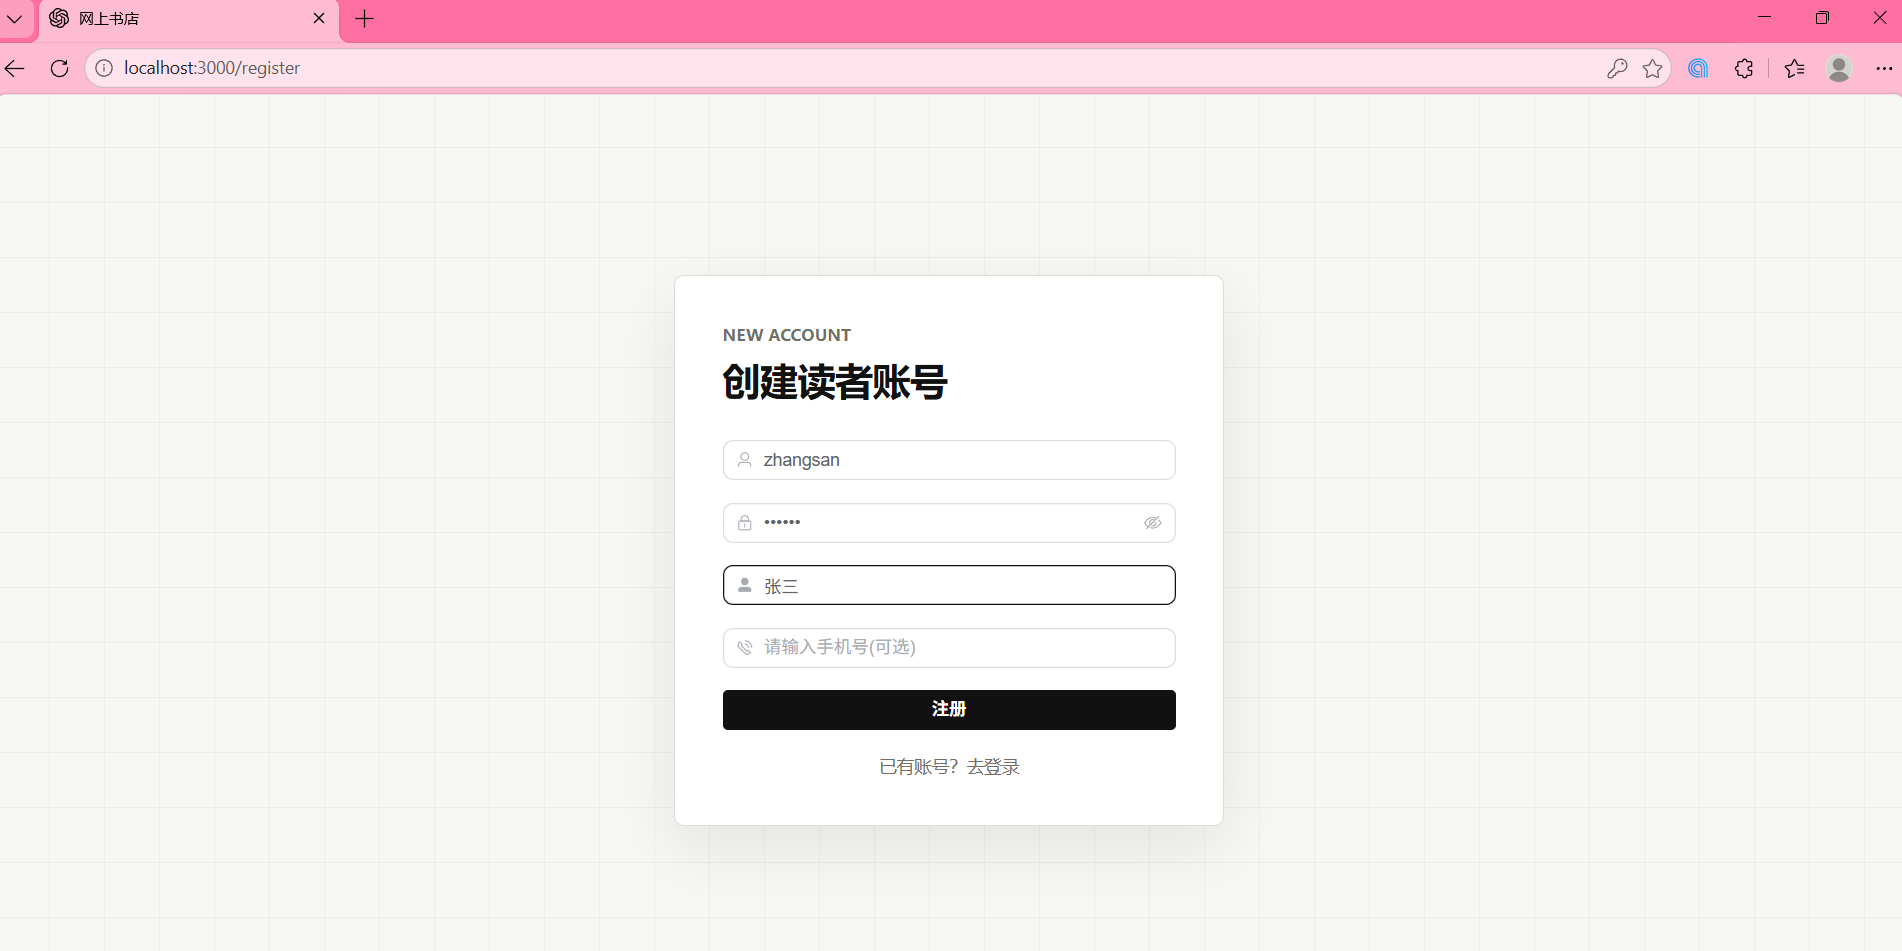 网上书店
localhost:3000/register
NEW ACCOUNT
创建读者账号
zhangsan
••••••
张三
请输入手机号(可选)
注册
已有账号？去登录